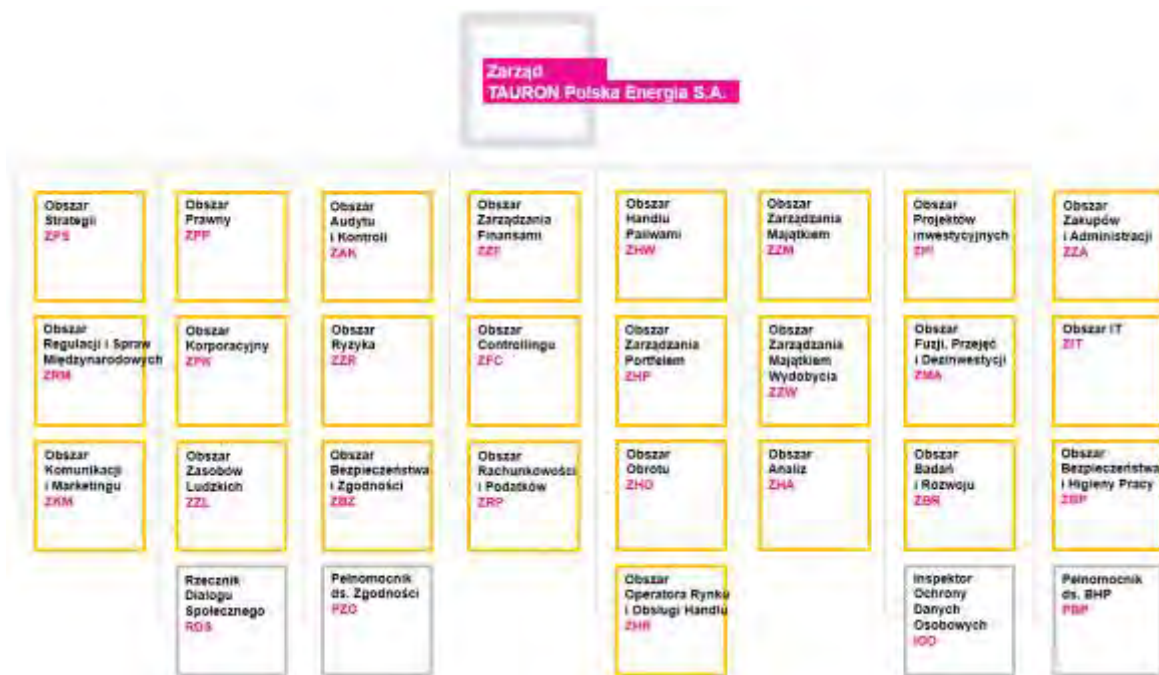 Zarząd
TAURON Polska Energia S.A.
Obszar
Strategii
ZPS
Obszar
Prawny
ZPP
Obszar
Audytu
i Kontroli
ZAK
Obszar
Zarządzania
Finansami
ZZF
Obszar
Handlu
Paliwami
ZHW
Obszar
Zarządzania
Majątkiem
ZZM
Obszar
Projektów
Inwestycyjnych
ZPI
Obszar
Zakupów
i Administracji
ZZA
Obszar
Regulacji i Spraw
Międzynarodowych
ZRM
Obszar
Korporacyjny
ZPK
Obszar
Ryzyka
ZZR
Obszar
Controllingu
ZFC
Obszar
Zarządzania
Portfelem
ZHP
Obszar
Zarządzania
Majątkiem
Wydobycia
ZZW
Obszar
Fuzji, Przejęć
i Dezinwestycji
ZMA
Obszar IT
ZIT
Obszar
Komunikacji
i Marketingu
ZKM
Obszar
Zasobów
Ludzkich
ZZL
Obszar
Bezpieczeństwa
i Zgodności
ZBZ
Obszar
Rachunkowości
i Podatków
ZRP
Obszar
Obrotu
ZHO
Obszar
Analiz
ZHA
Obszar
Badań
i Rozwoju
ZBR
Obszar
Bezpieczeństwa
i Higieny Pracy
ZBP
Rzecznik
Dialogu
Społecznego
RDS
Pełnomocnik
ds. Zgodności
PZO
Obszar
Operatora Rynku
i Obsługi Handlu
ZHR
Inspektor
Ochrony
Danych
Osobowych
IOD
Pełnomocnik
ds. BHP
PBP